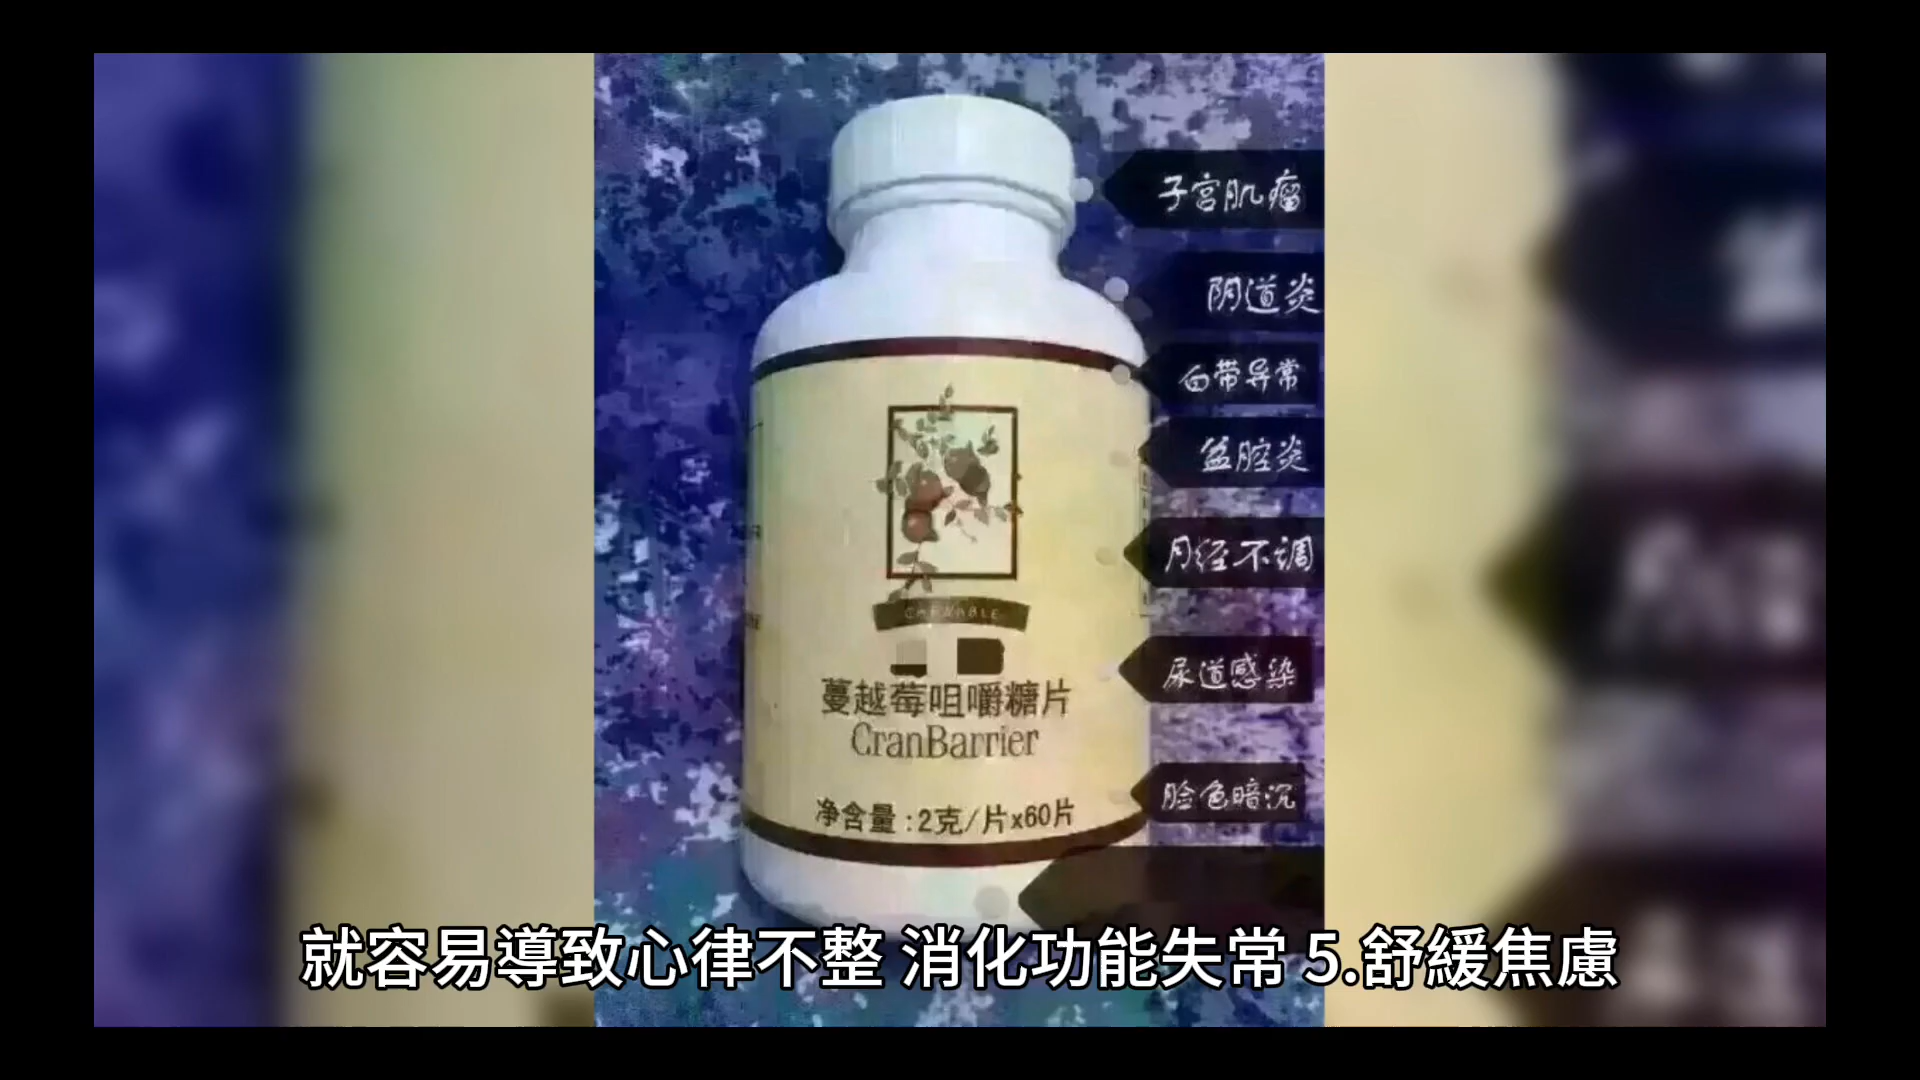 子宫肌瘤
阴道炎
白带异常
盆腔炎
月经不调
尿道感染
脸色暗沉
CHEWABLE
蔓越莓咀嚼糖片
CranBarrier
净含量:2克/片x60片
就容易導致心律不整 消化功能失常 5.舒緩焦慮